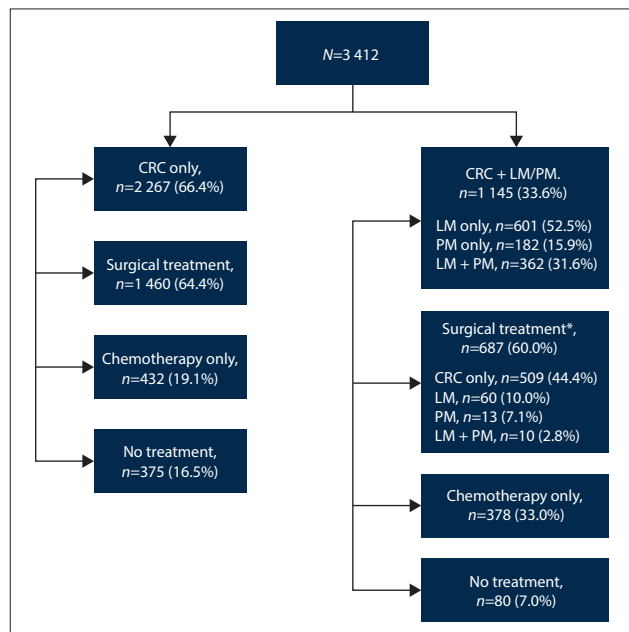 N=3 412
CRC only,
n=2 267 (66.4%)
Surgical treatment,
n=1 460 (64.4%)
Chemotherapy only,
n=432 (19.1%)
No treatment,
n=375 (16.5%)
CRC + LM/PM.
n=1 145 (33.6%)
LM only, n=601 (52.5%)
PM only, n=182 (15.9%)
LM + PM, n=362 (31.6%)
Surgical treatment*,
n=687 (60.0%)
CRC only, n=509 (44.4%)
LM, n=60 (10.0%)
PM, n=13 (7.1%)
LM + PM, n=10 (2.8%)
Chemotherapy only,
n=378 (33.0%)
No treatment,
n=80 (7.0%)